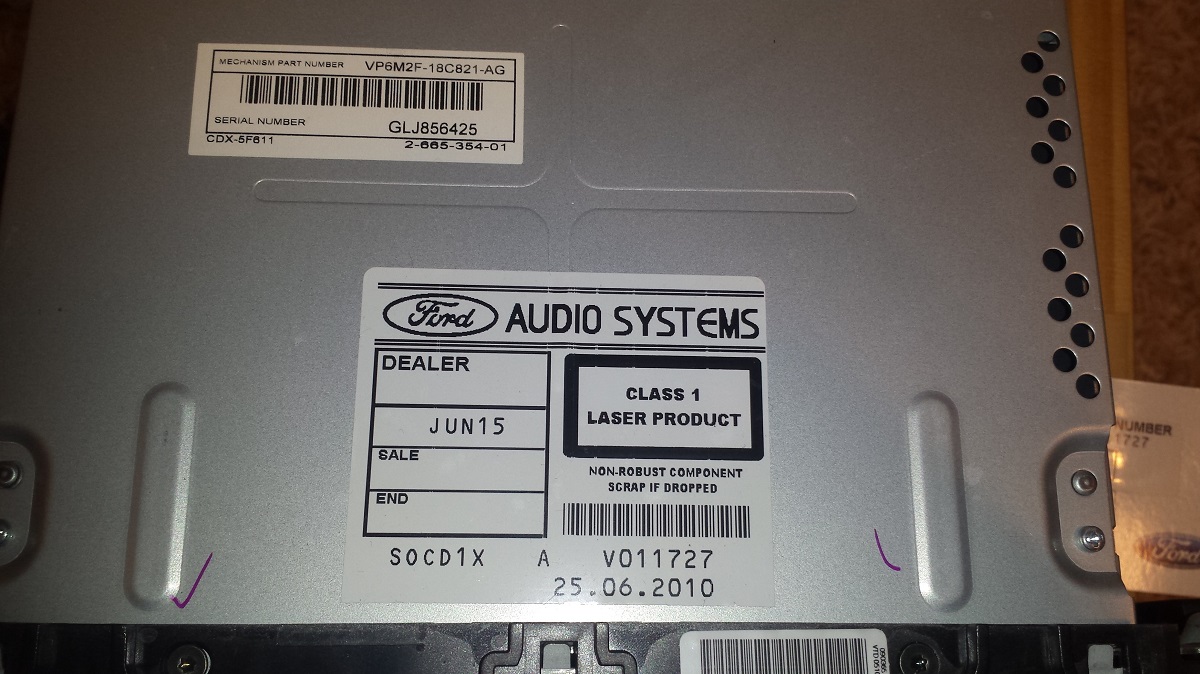 MECHANISM PART NUMBER VP6M2F-18C821-AG
SERIAL NUMBER GLJ856425
CDX-5F611 2-665-354-01
Ford AUDIO SYSTEMS
DEALER
JUN15
SALE
END
CLASS 1
LASER PRODUCT
NON-ROBUST COMPONENT
SCRAP IF DROPPED
SOCD1X A V011727
25.06.2010
NUMBER
1727
Ford